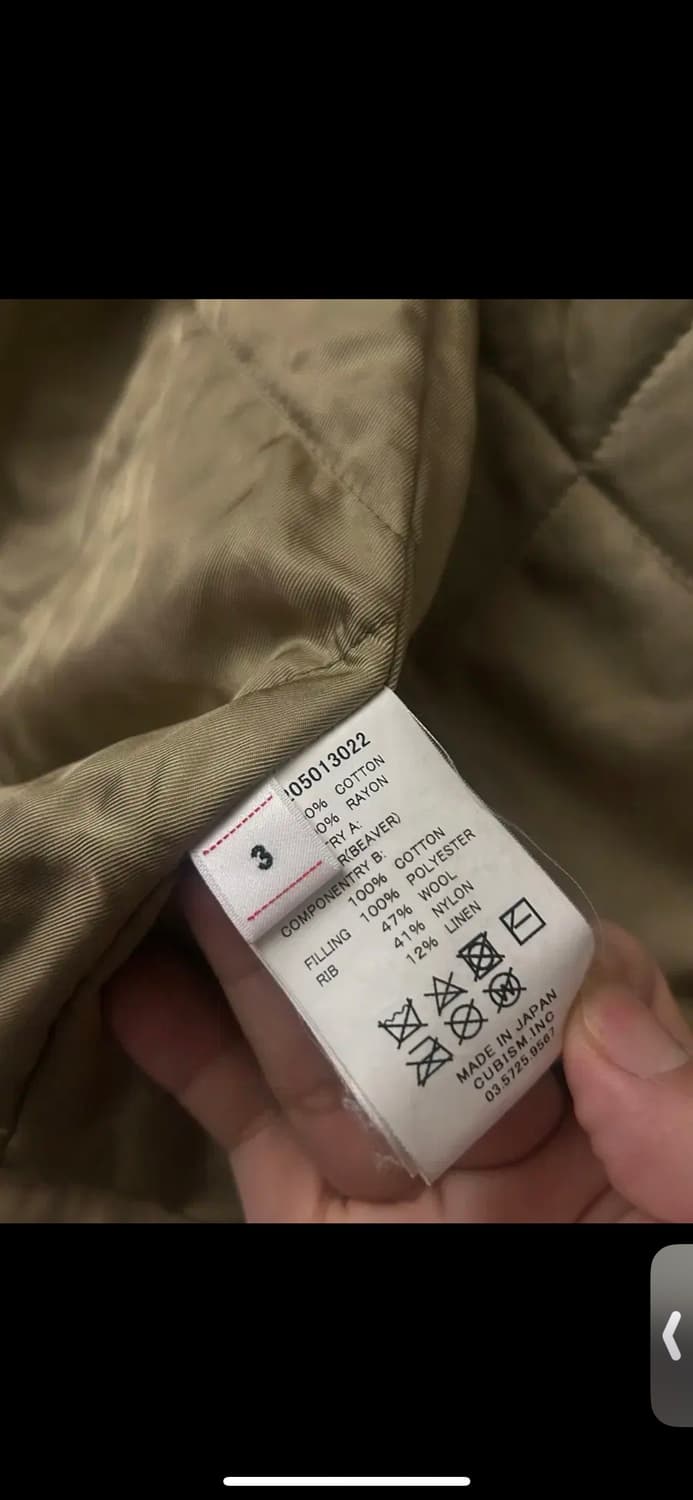 05013022
0% COTTON
0% RAYON
RY A:
R(BEAVER)
COMPONENTRY B:
100% COTTON
FILLING 100% POLYESTER
RIB 47% WOOL
41% NYLON
12% LINEN
MADE IN JAPAN
CUBISM.INC
03.5725.9567
3